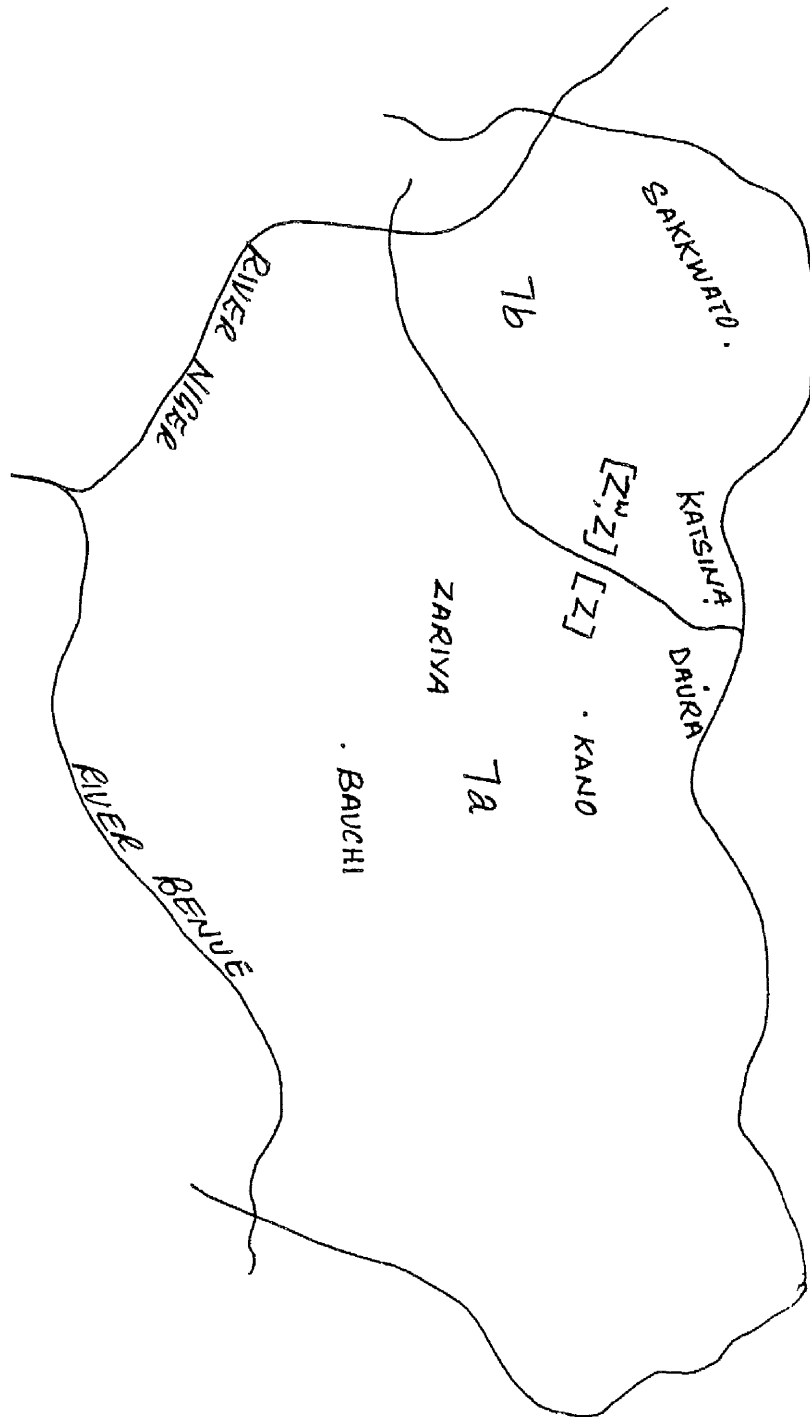 SAKKWATO
7b
KATSINA
[Zʷ, Z] [Z]
DAURA
KANO
ZARIYA
7a
BAUCHI
RIVER NIGER
RIVER BENUE